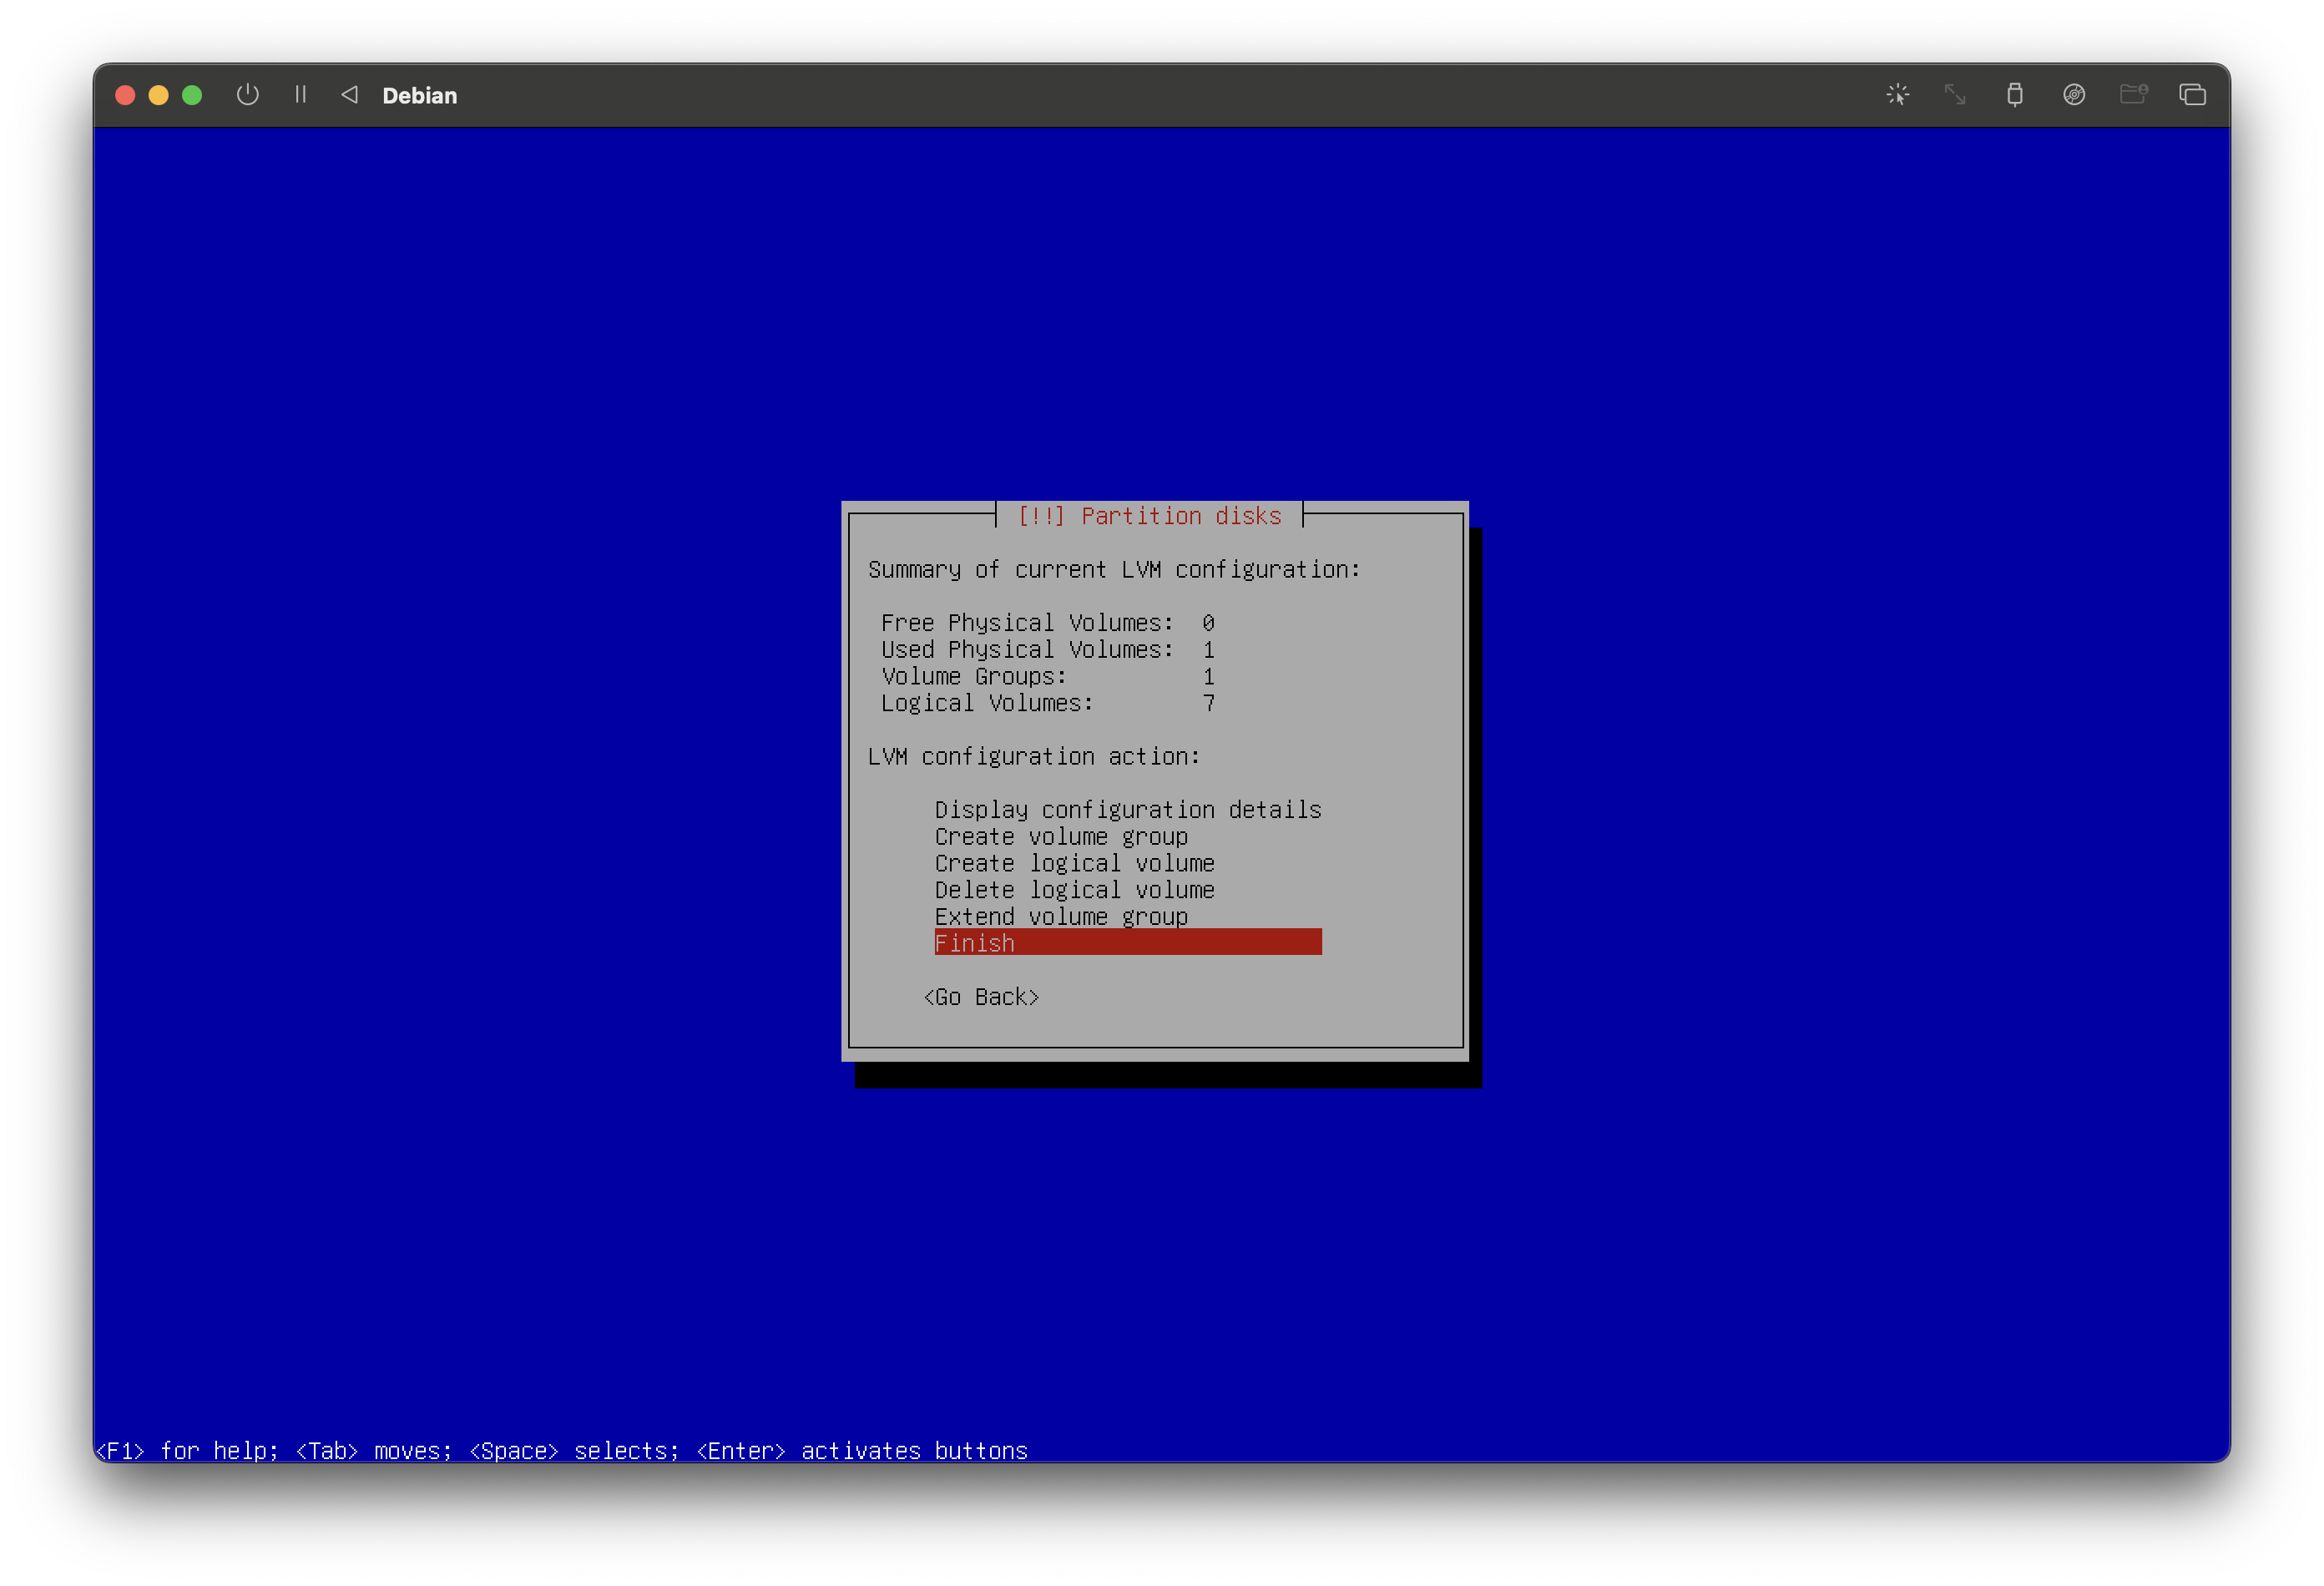 Debian
[!!] Partition disks
Summary of current LVM configuration:
Free Physical Volumes: 0
Used Physical Volumes: 1
Volume Groups: 1
Logical Volumes: 7
LVM configuration action:
Display configuration details
Create volume group
Create logical volume
Delete logical volume
Extend volume group
Finish
<Go Back>
<F1> for help; <Tab> moves; <Space> selects; <Enter> activates buttons